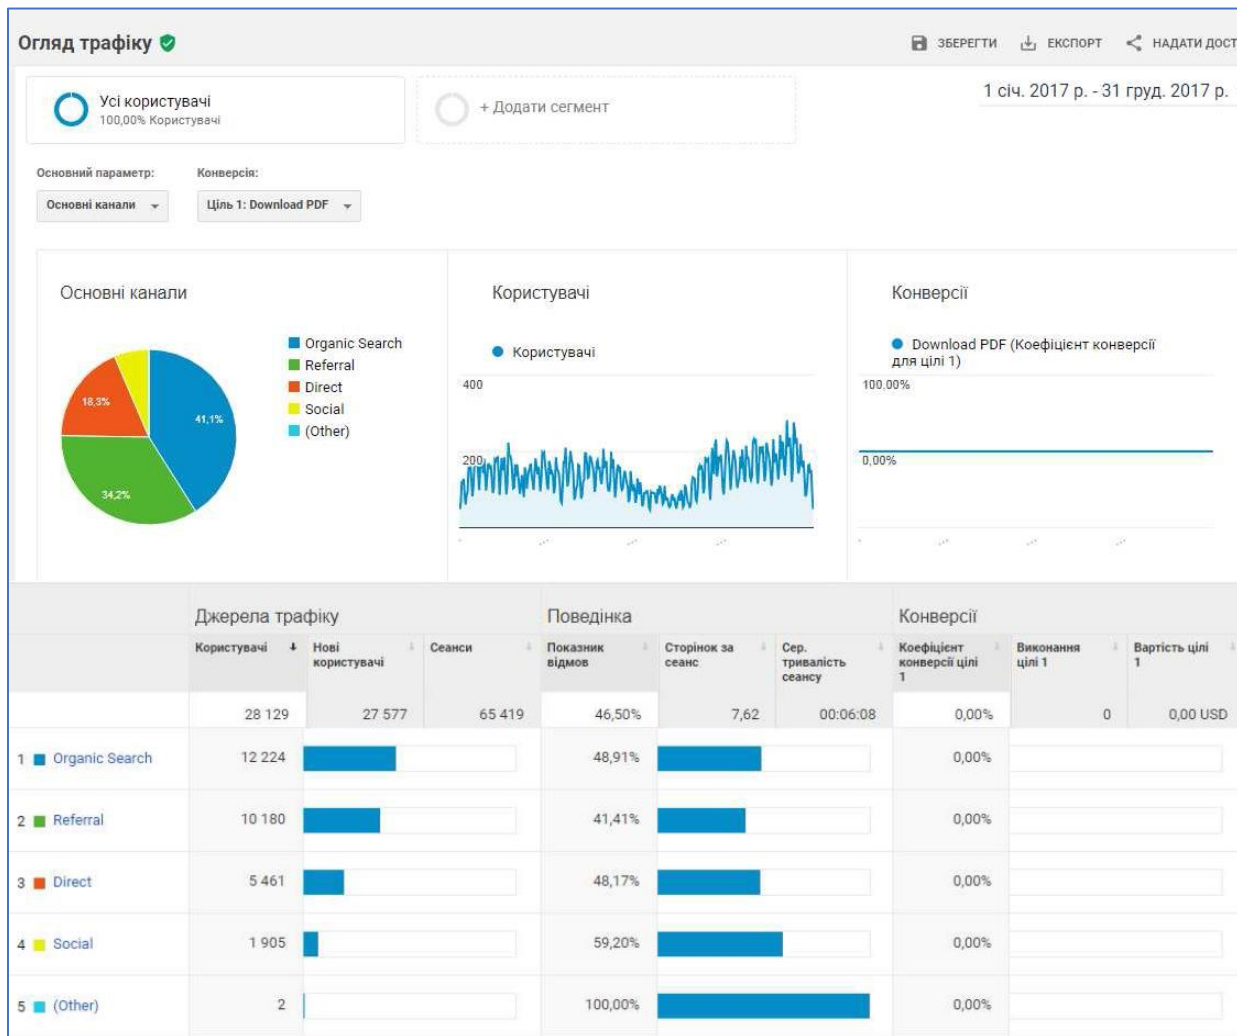 Огляд трафіку
ЗБЕРЕГТИ
ЕКСПОРТ
НАДАТИ ДОСТ
Усі користувачі
100,00% Користувачі
+ Додати сегмент
1 січ. 2017 р. - 31 груд. 2017 р.
Основний параметр:
Конверсія:
Основні канали
Ціль 1: Download PDF
Основні канали
Organic Search
Referral
Direct
Social
(Other)
18,3%
41,1%
34,2%
Користувачі
Користувачі
400
200
Конверсії
Download PDF (Коефіцієнт конверсії
для цілі 1)
100,00%
0,00%
Джерела трафіку
Поведінка
Конверсії
Користувачі
Нові
користувачі
Сеанси
Показник
відмов
Сторінок за
сеанс
Сер.
тривалість
сеансу
Коефіцієнт
конверсії цілі
1
Виконання
цілі 1
Вартість цілі
1
28 129 27 577 65 419 46,50% 7,62 00:06:08 0,00% 0 0,00 USD
1 Organic Search 12 224 48,91% 0,00%
2 Referral 10 180 41,41% 0,00%
3 Direct 5 461 48,17% 0,00%
4 Social 1 905 59,20% 0,00%
5 (Other) 2 100,00% 0,00%